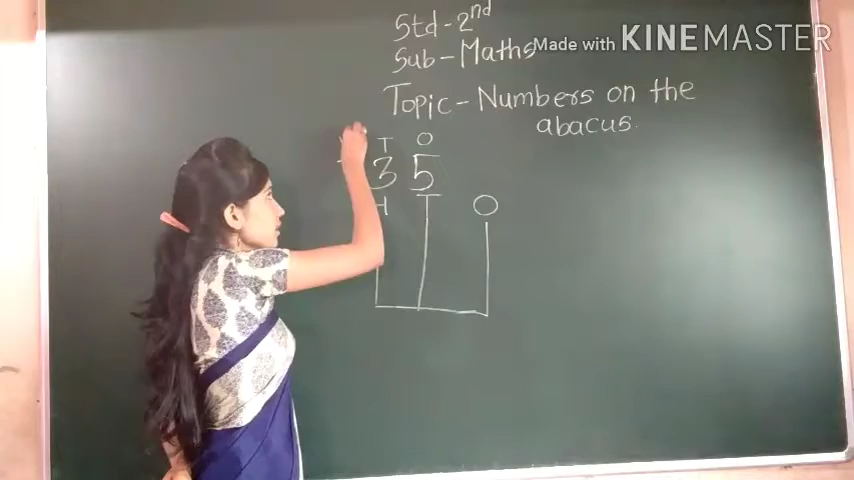 Std-2nd
Sub-Maths
Made with KINEMASTER
Topic-Numbers on the
abacus.
T O
3 5
H T O